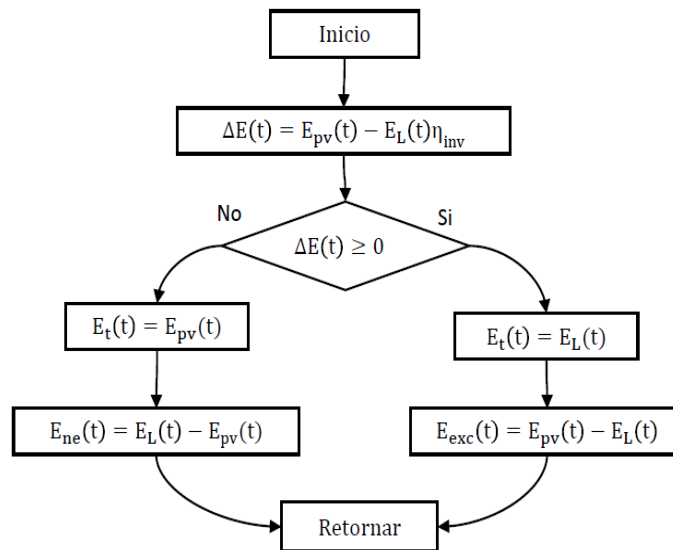 Inicio
ΔE(t) = E_pv(t) − E_L(t)η_inv
No
Si
ΔE(t) ≥ 0
E_t(t) = E_pv(t)
E_t(t) = E_L(t)
E_ne(t) = E_L(t) − E_pv(t)
E_exc(t) = E_pv(t) − E_L(t)
Retornar